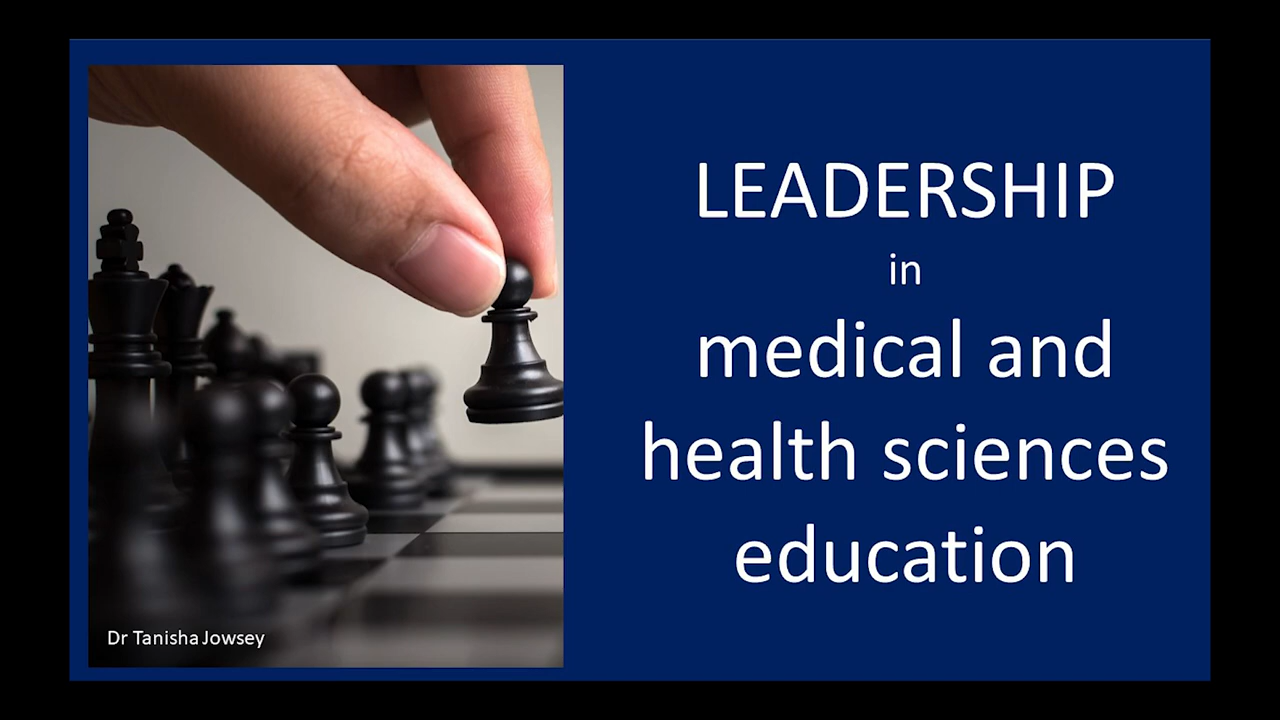 LEADERSHIP
in
medical and
health sciences
education
Dr Tanisha Jowsey